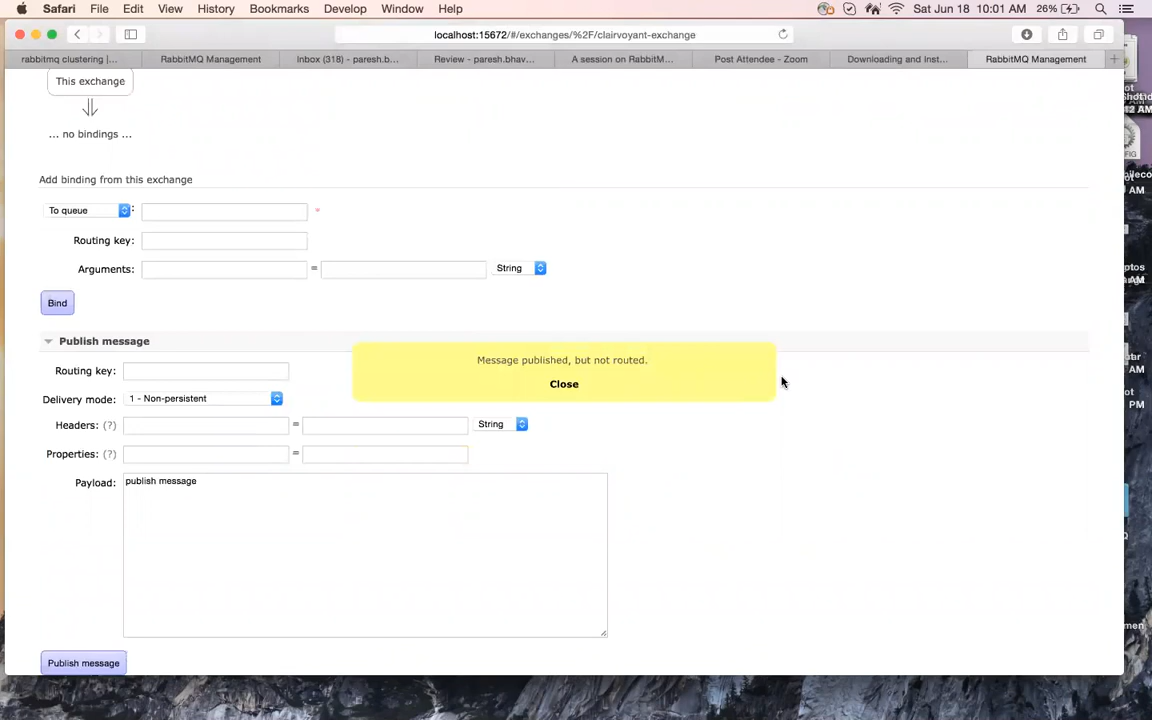 Safari File Edit View History Bookmarks Develop Window Help Sat Jun 18 10:01 AM 26%
localhost:15672/#/exchanges/%2F/clairvoyant-exchange
rabbitmq clustering |... RabbitMQ Management Inbox (318) - paresh.b... Review - paresh.bhav... A session on RabbitM... Post Attendee - Zoom Downloading and Inst... RabbitMQ Management +
This exchange
... no bindings ...
Add binding from this exchange
To queue : *
Routing key:
Arguments: = String
Bind
Publish message
Message published, but not routed.
Close
Routing key:
Delivery mode: 1 - Non-persistent
Headers: (?) = String
Properties: (?) =
Payload: publish message
Publish message